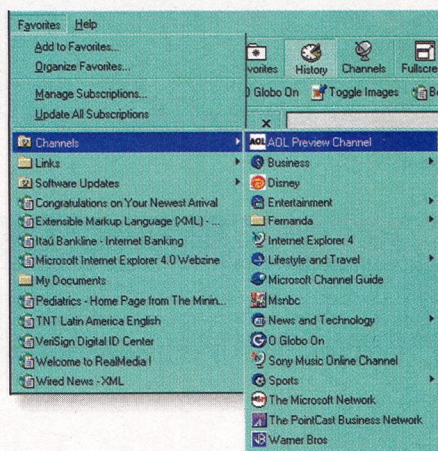 Favorites Help
Add to Favorites...
Organize Favorites...
Manage Subscriptions...
Update All Subscriptions
Channels
Links
Software Updates
Congratulations on Your Newest Arrival
Extensible Markup Language (XML) - ...
Itaú Bankline - Internet Banking
Microsoft Internet Explorer 4.0 Webzine
My Documents
Pediatrics - Home Page from The Minin...
TNT Latin America English
VeriSign Digital ID Center
Welcome to RealMedia !
Wired News - XML
vorites History Channels Fullscre
O Globo On Toggle Images Be
AOL AOL Preview Channel
Business
Disney
Entertainment
Fernanda
Internet Explorer 4
Lifestyle and Travel
Microsoft Channel Guide
Msnbc
News and Technology
O Globo On
Sony Music Online Channel
Sports
The Microsoft Network
The PointCast Business Network
Warner Bros